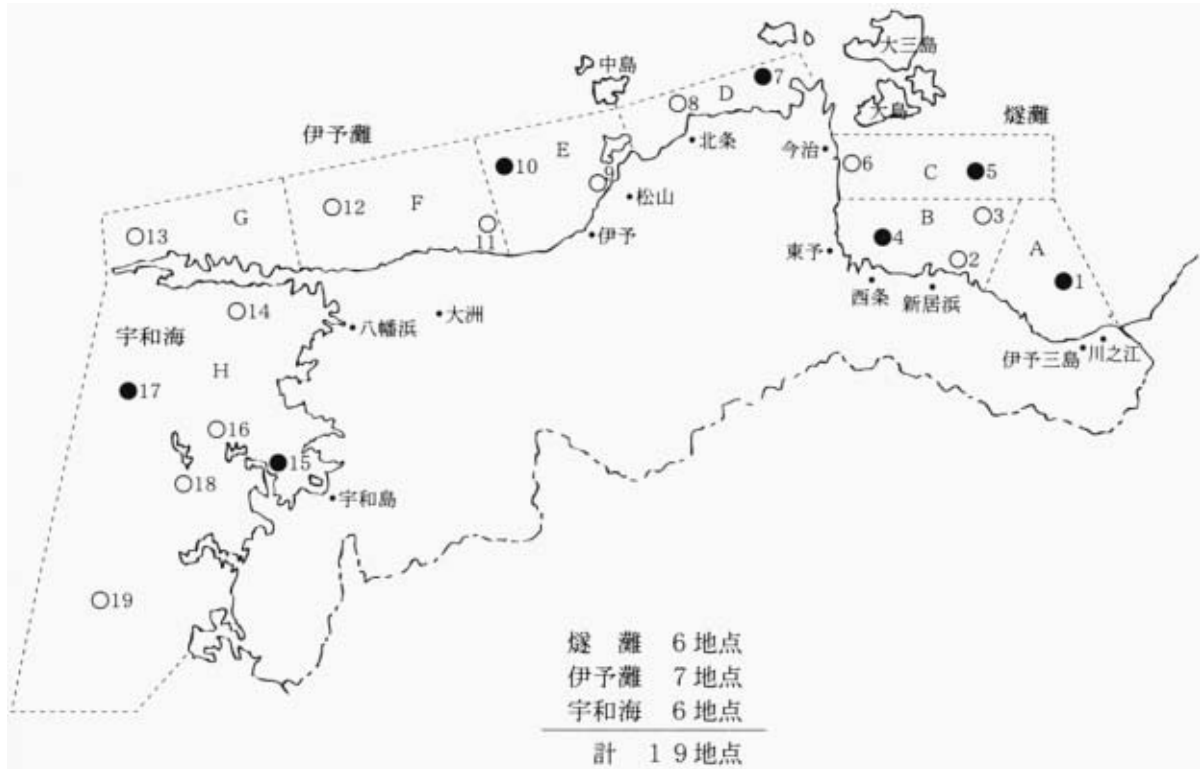 大三島
中島
7
D
8
大島
燧灘
伊予灘
北条
今治
E
10
6
C
5
9
松山
12
F
3
B
G
11
伊予
4
A
13
東予
2
1
西条
新居浜
14
大洲
八幡浜
宇和海
伊予三島
川之江
H
17
16
15
18
宇和島
19
燧 灘 6地点
伊予灘 7地点
宇和海 6地点
計 19地点